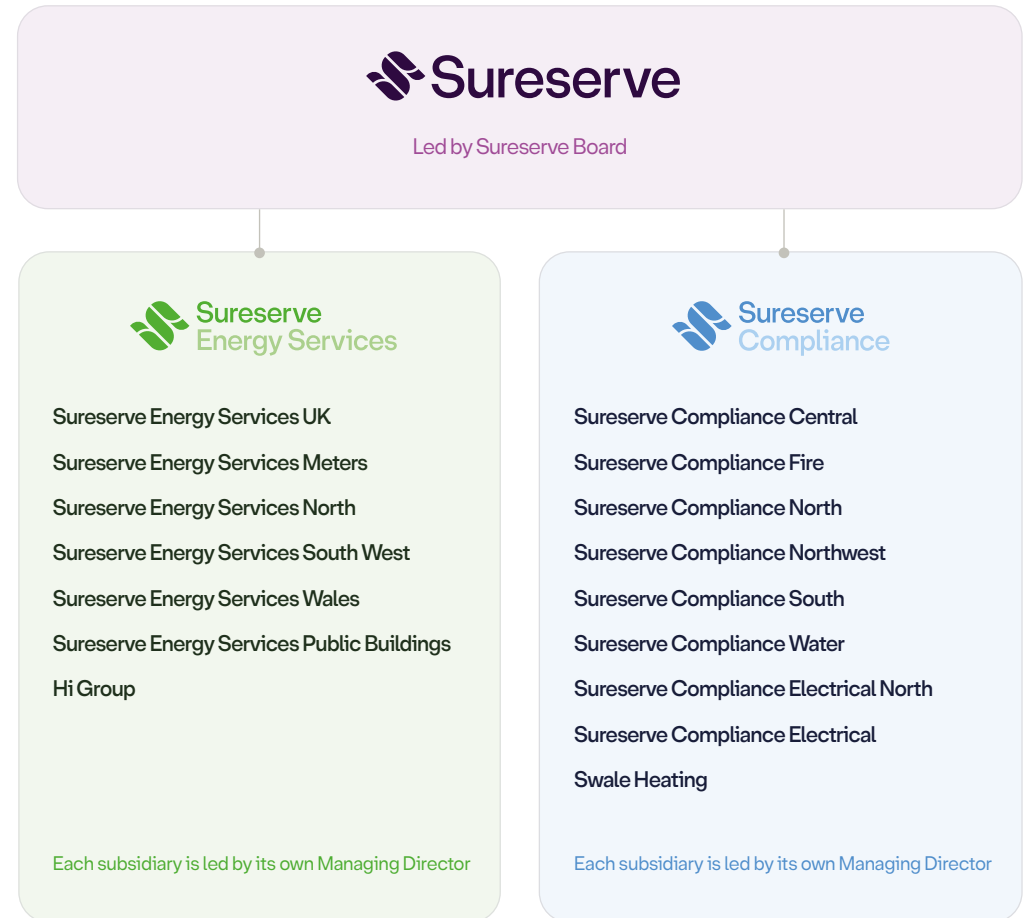 Sureserve
Led by Sureserve Board
Sureserve
Energy Services
Sureserve Energy Services UK
Sureserve Energy Services Meters
Sureserve Energy Services North
Sureserve Energy Services South West
Sureserve Energy Services Wales
Sureserve Energy Services Public Buildings
Hi Group
Each subsidiary is led by its own Managing Director
Sureserve
Compliance
Sureserve Compliance Central
Sureserve Compliance Fire
Sureserve Compliance North
Sureserve Compliance Northwest
Sureserve Compliance South
Sureserve Compliance Water
Sureserve Compliance Electrical North
Sureserve Compliance Electrical
Swale Heating
Each subsidiary is led by its own Managing Director